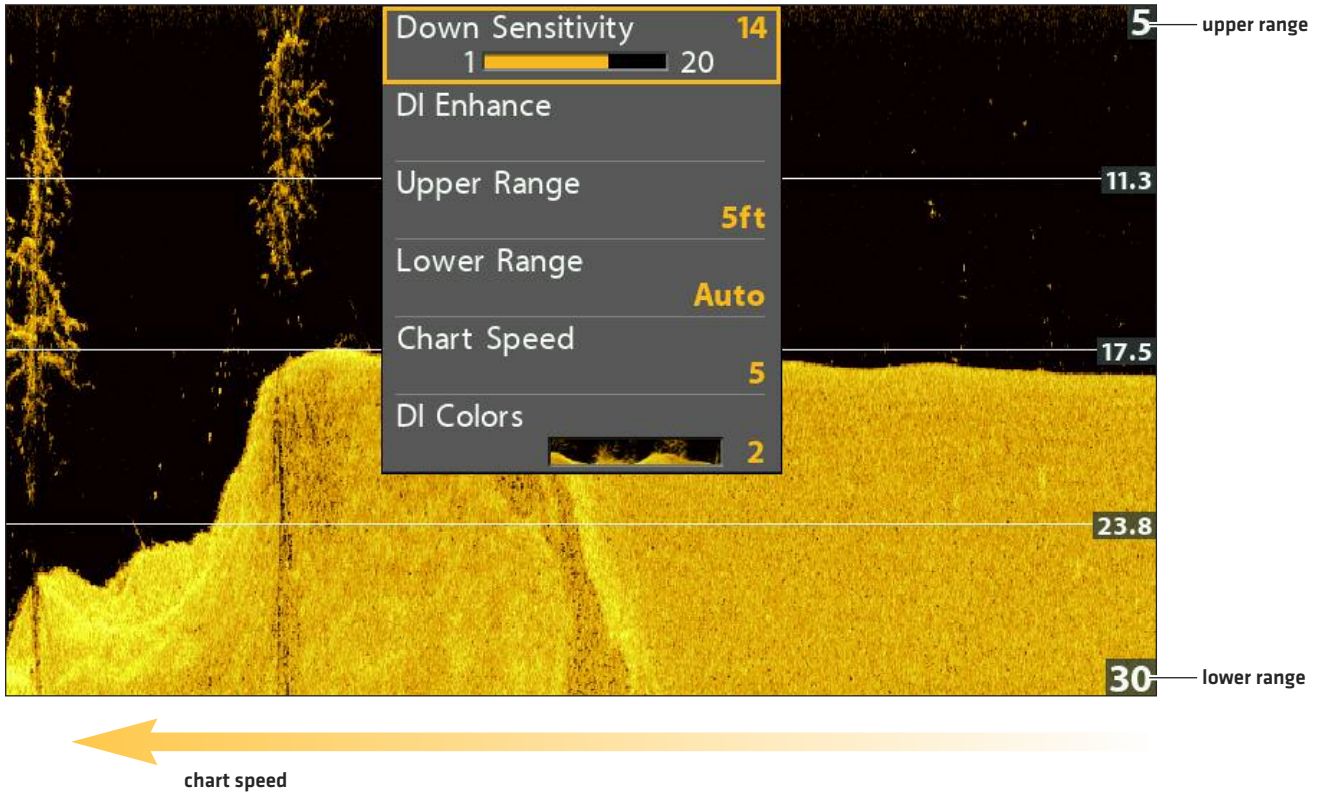 Down Sensitivity 14
1 20
DI Enhance
Upper Range
5ft
Lower Range
Auto
Chart Speed
5
DI Colors
2
5
upper range
11.3
17.5
23.8
30
lower range
chart speed